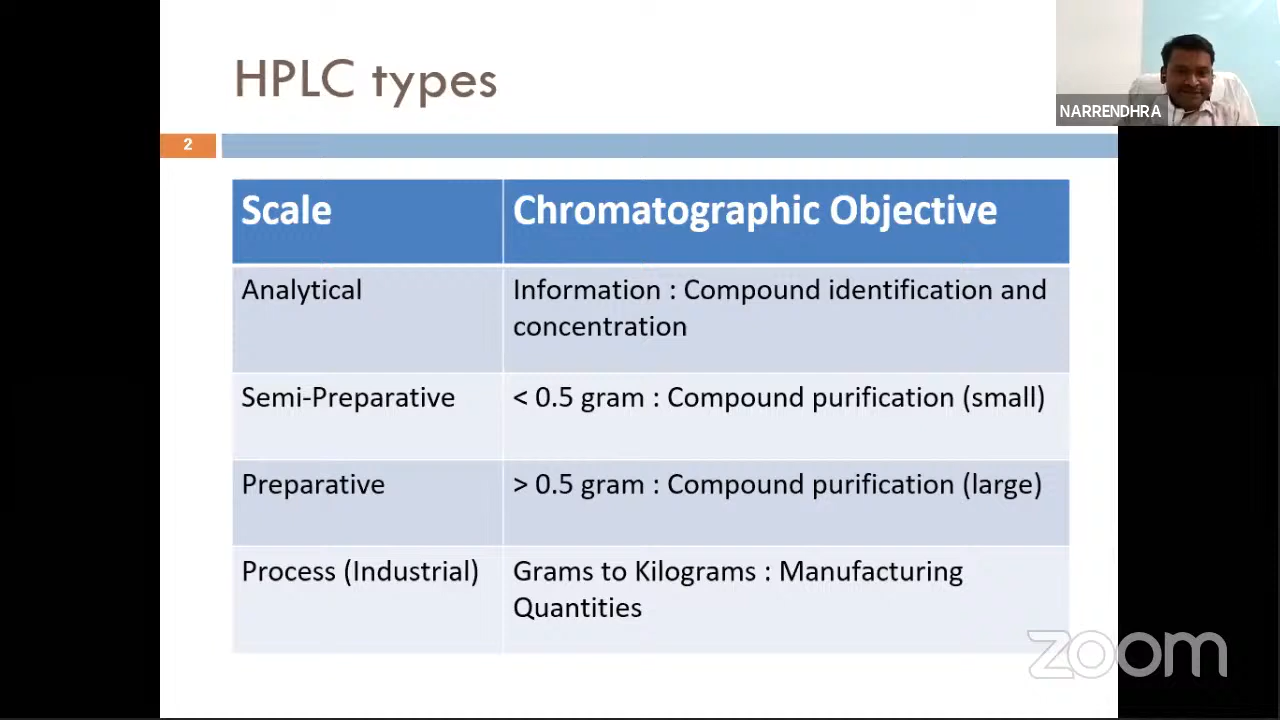 HPLC types
NARRENDHRA
2
Scale
Chromatographic Objective
Analytical
Information : Compound identification and
concentration
Semi-Preparative
< 0.5 gram : Compound purification (small)
Preparative
> 0.5 gram : Compound purification (large)
Process (Industrial)
Grams to Kilograms : Manufacturing
Quantities
zoom